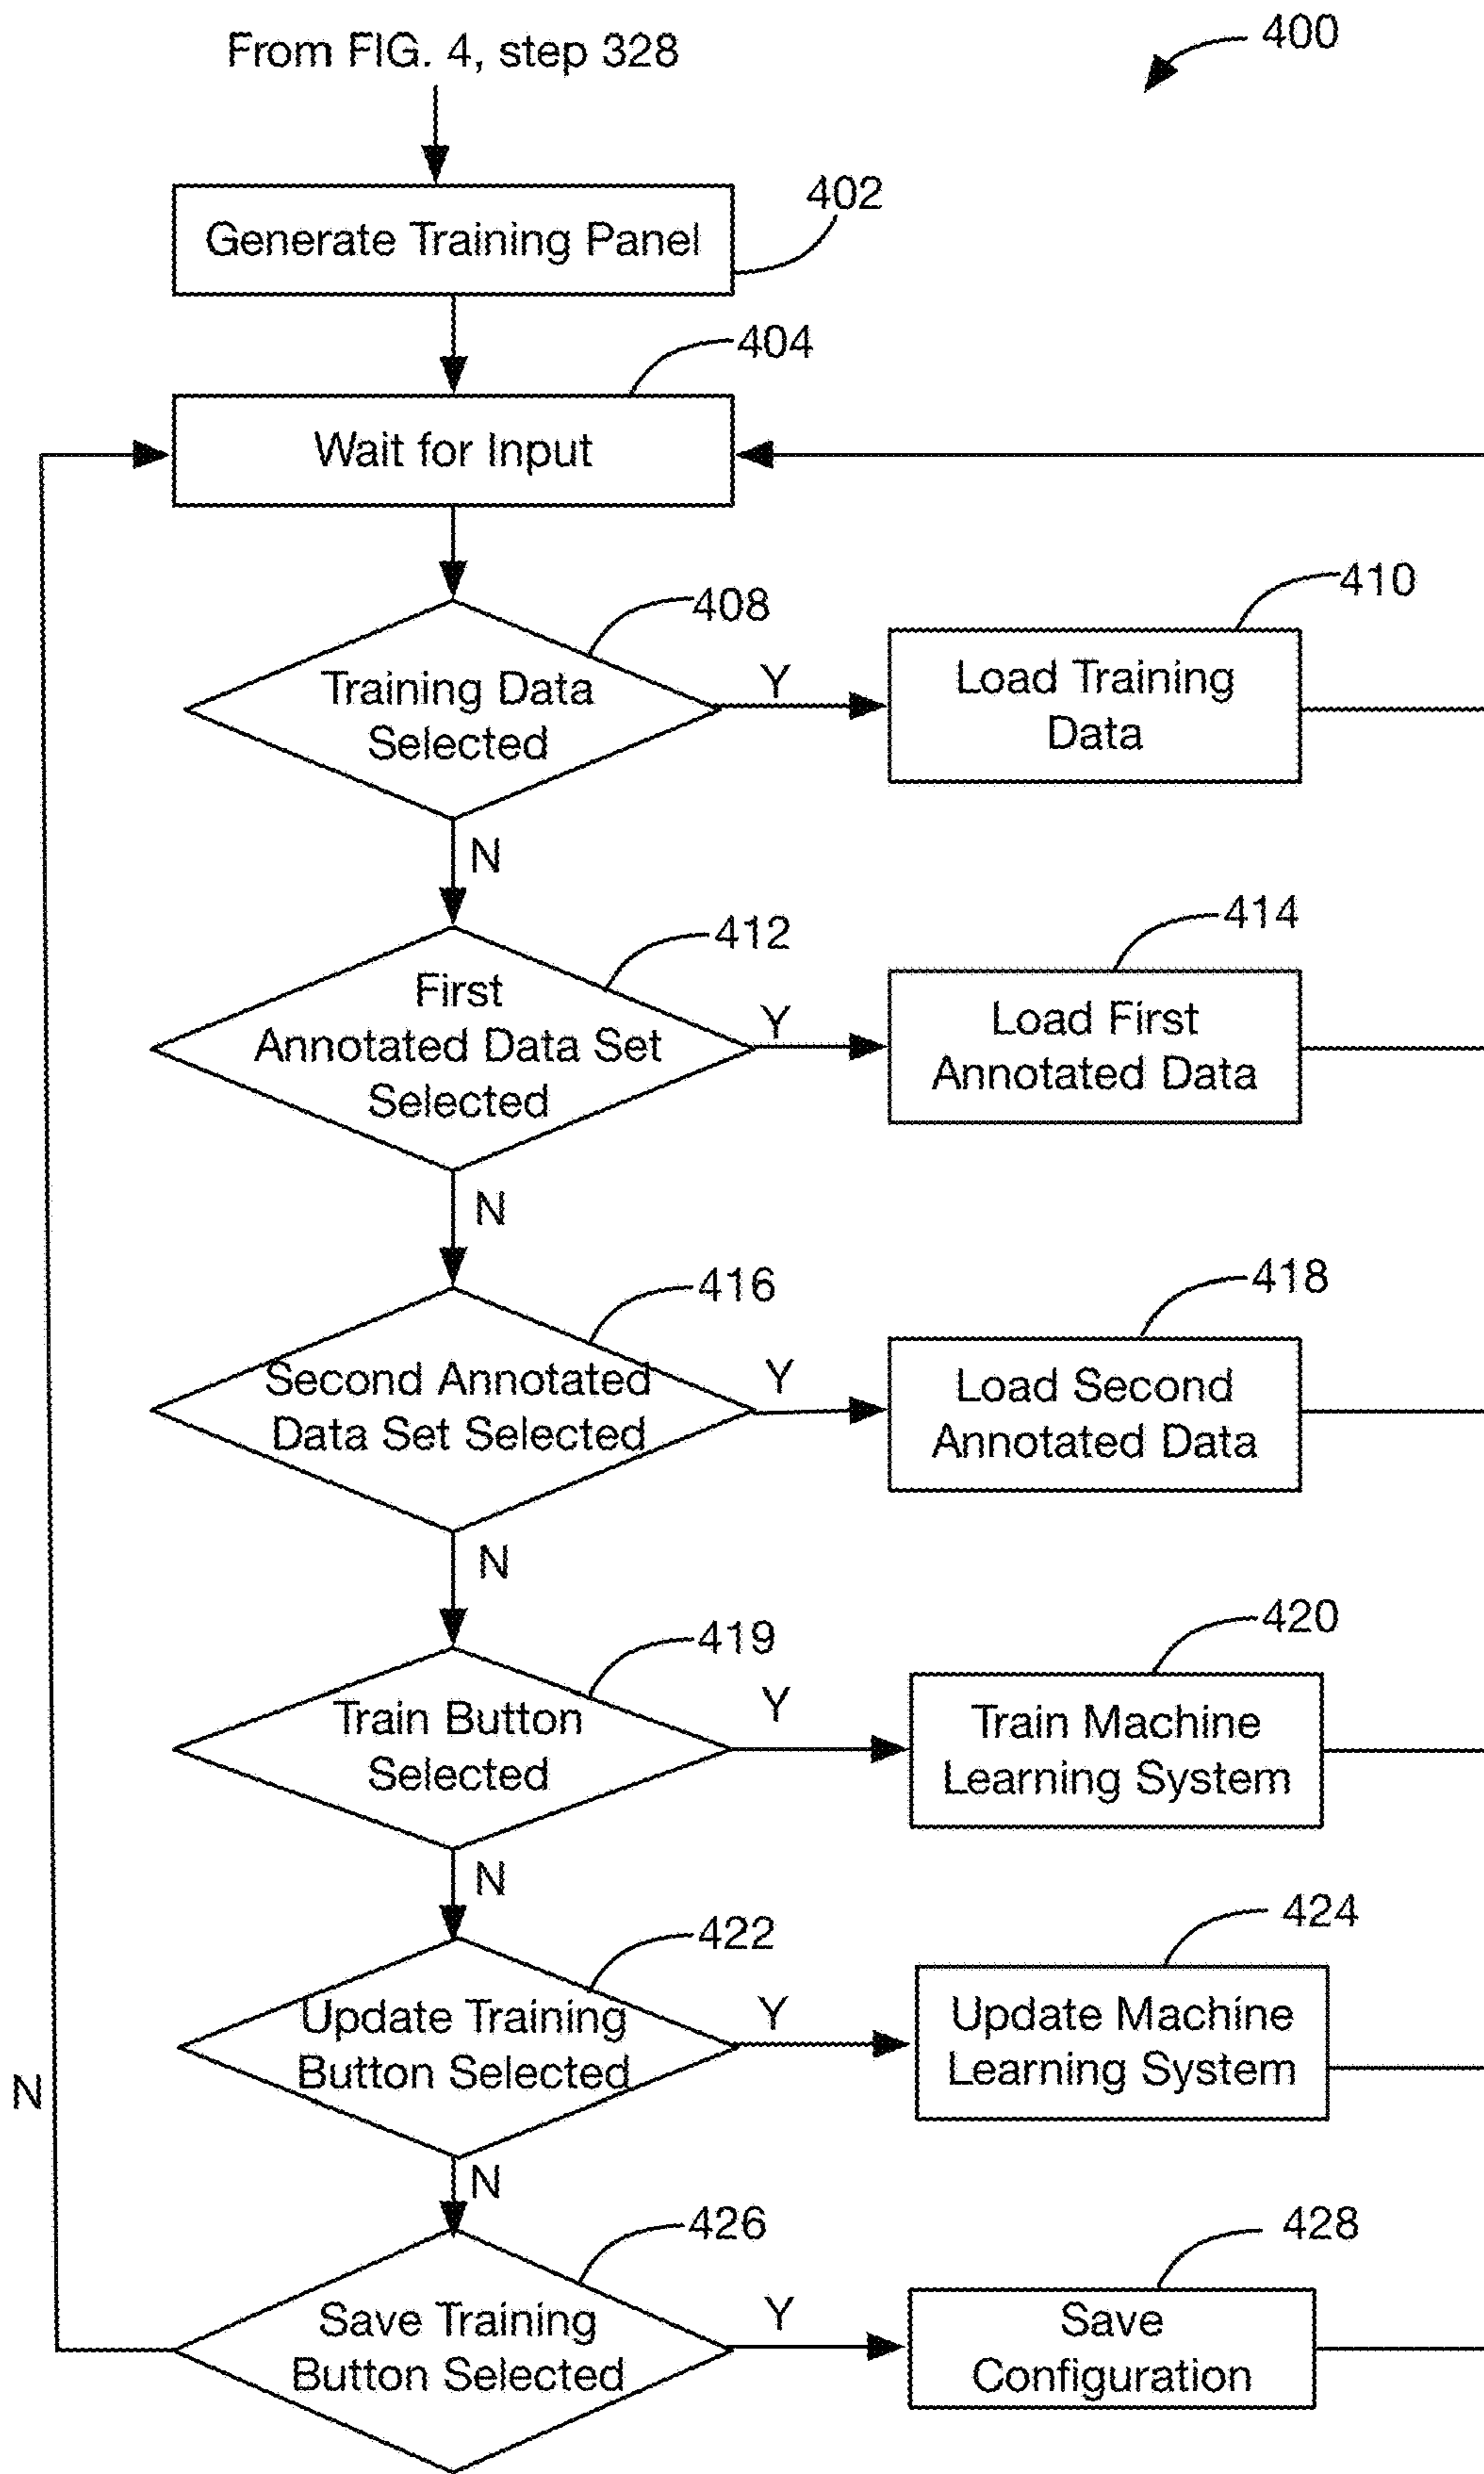 From FIG. 4, step 328
400
Generate Training Panel
402
404
Wait for Input
408
410
Training Data
Selected
Y
Load Training
Data
N
412
414
First
Annotated Data Set
Selected
Y
Load First
Annotated Data
N
416
418
Second Annotated
Data Set Selected
Y
Load Second
Annotated Data
N
419
420
Train Button
Selected
Y
Train Machine
Learning System
N
422
424
Update Training
Button Selected
Y
Update Machine
Learning System
N
N
426
428
Save Training
Button Selected
Y
Save
Configuration